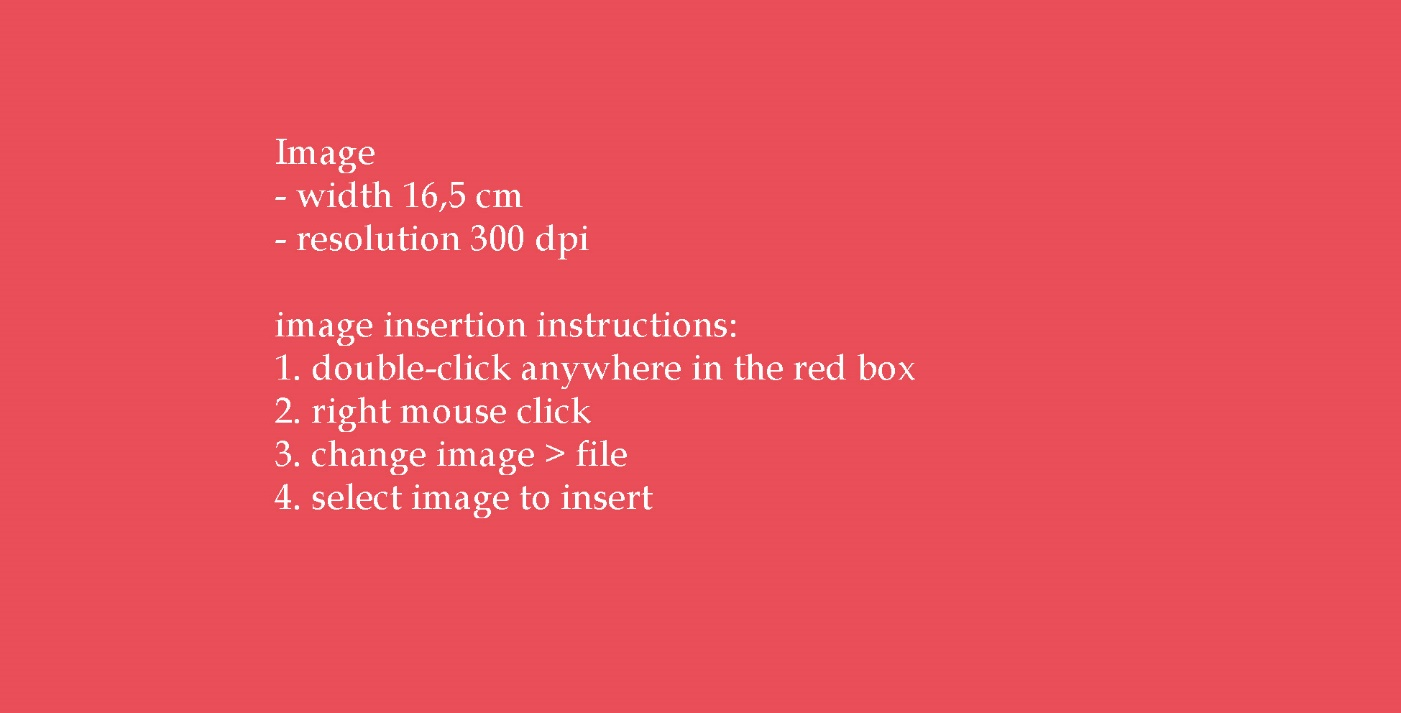 Image
- width 16,5 cm
- resolution 300 dpi
image insertion instructions:
1. double-click anywhere in the red box
2. right mouse click
3. change image > file
4. select image to insert